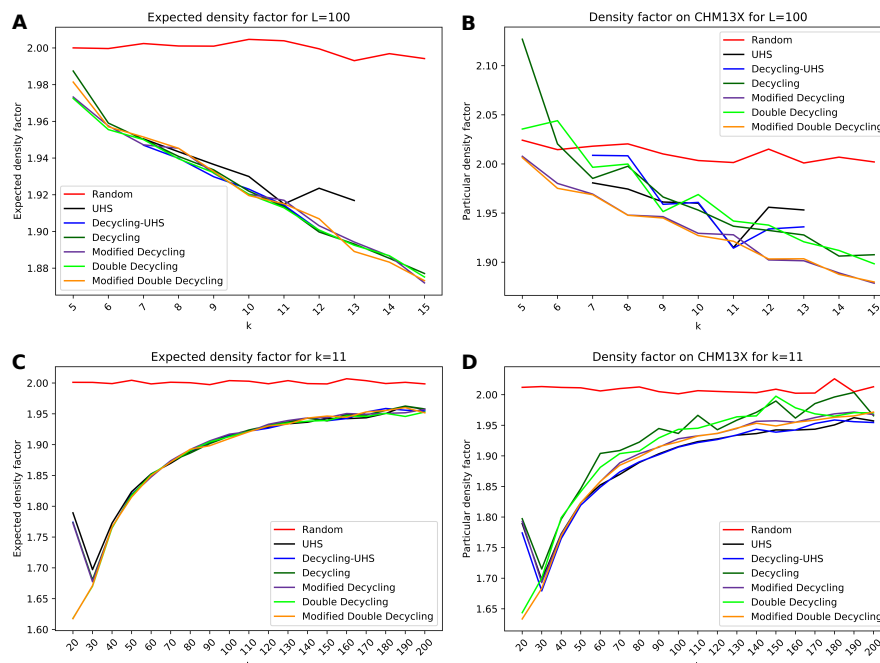 A
Expected density factor for L=100
Expected density factor
2.00
1.98
1.96
1.94
1.92
1.90
1.88
Random
UHS
Decycling-UHS
Decycling
Modified Decycling
Double Decycling
Modified Double Decycling
5 6 7 8 9 10 11 12 13 14 15
k
B
Density factor on CHM13X for L=100
Particular density factor
2.10
2.05
2.00
1.95
1.90
Random
UHS
Decycling-UHS
Decycling
Modified Decycling
Double Decycling
Modified Double Decycling
5 6 7 8 9 10 11 12 13 14 15
k
C
Expected density factor for k=11
Expected density factor
2.00
1.95
1.90
1.85
1.80
1.75
1.70
1.65
1.60
Random
UHS
Decycling-UHS
Decycling
Modified Decycling
Double Decycling
Modified Double Decycling
20 30 40 50 60 70 80 90 100 110 120 130 140 150 160 170 180 190 200
D
Density factor on CHM13X for k=11
Particular density factor
2.00
1.95
1.90
1.85
1.80
1.75
1.70
1.65
Random
UHS
Decycling-UHS
Decycling
Modified Decycling
Double Decycling
Modified Double Decycling
20 30 40 50 60 70 80 90 100 110 120 130 140 150 160 170 180 190 200